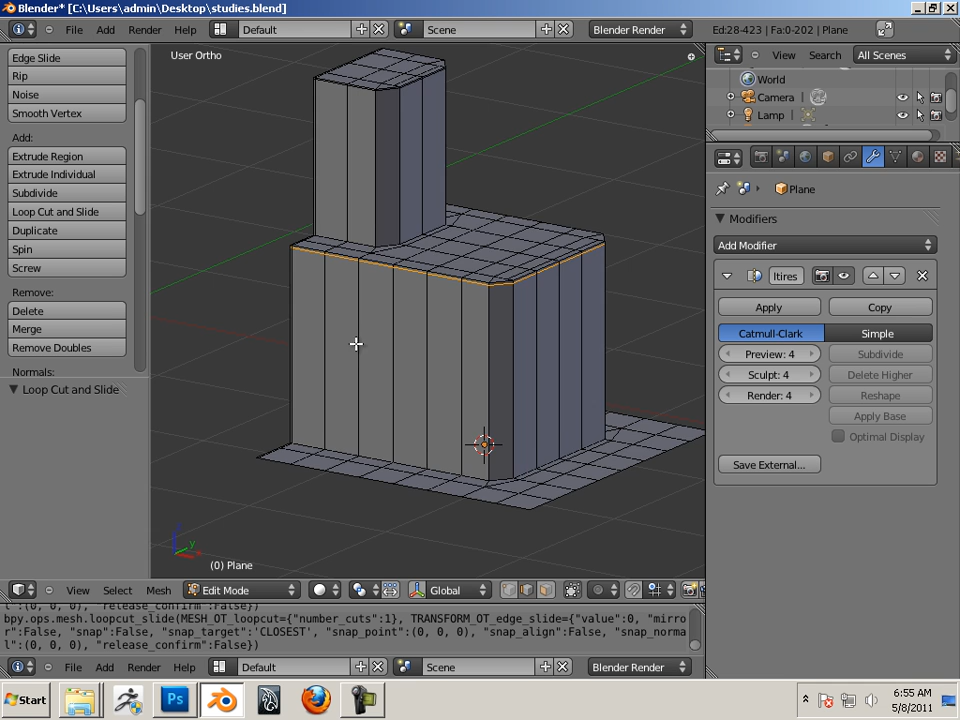 Blender* [C:\Users\admin\Desktop\studies.blend]
File Add Render Help Default Scene Blender Render Ed:28-423 | Fa:0-202 | Plane
Edge Slide
Rip
Noise
Smooth Vertex
Add:
Extrude Region
Extrude Individual
Subdivide
Loop Cut and Slide
Duplicate
Spin
Screw
Remove:
Delete
Merge
Remove Doubles
Normals:
Loop Cut and Slide
User Ortho
z
y
(0) Plane
View Search All Scenes
World
Camera
Lamp
Plane
Modifiers
Add Modifier
ltires
Apply Copy
Catmull-Clark Simple
Preview: 4 Subdivide
Sculpt: 4 Delete Higher
Render: 4 Reshape
Apply Base
Optimal Display
Save External...
View Select Mesh Edit Mode Global
l":(0, 0, 0), "release_confirm":False})
bpy.ops.mesh.loopcut_slide(MESH_OT_loopcut={"number_cuts":1}, TRANSFORM_OT_edge_slide={"value":0, "mirro
r":False, "snap":False, "snap_target":'CLOSEST', "snap_point":(0, 0, 0), "snap_align":False, "snap_norma
l":(0, 0, 0), "release_confirm":False})
File Add Render Help Default Scene Blender Render
Start Ps 6:55 AM
5/8/2011